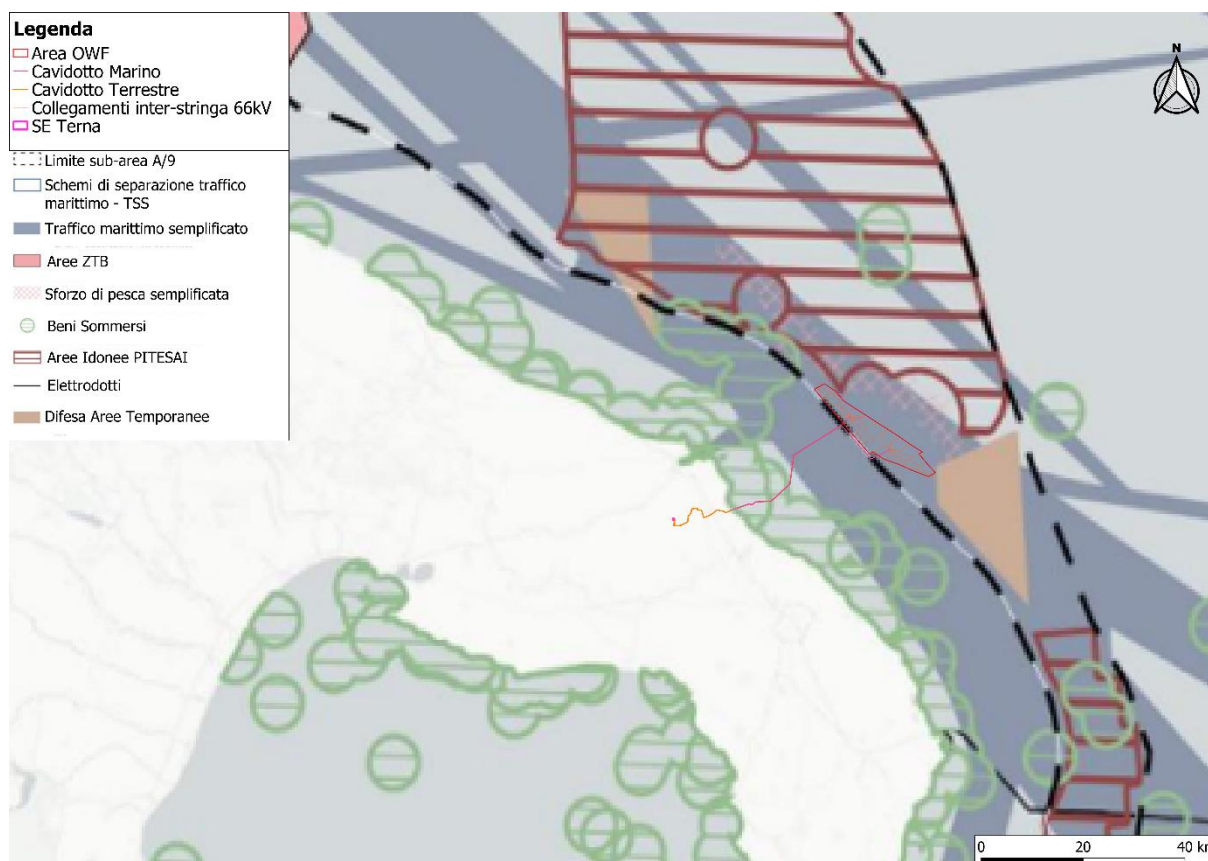 Legenda
Area OWF
Cavidotto Marino
Cavidotto Terrestre
Collegamenti inter-stringa 66kV
SE Terna
Limite sub-area A/9
Schemi di separazione traffico
marittimo - TSS
Traffico marittimo semplificato
Aree ZTB
Sforzo di pesca semplificata
Beni Sommersi
Aree Idonee PITESAI
Elettrodotti
Difesa Aree Temporanee
N
0 20 40 km